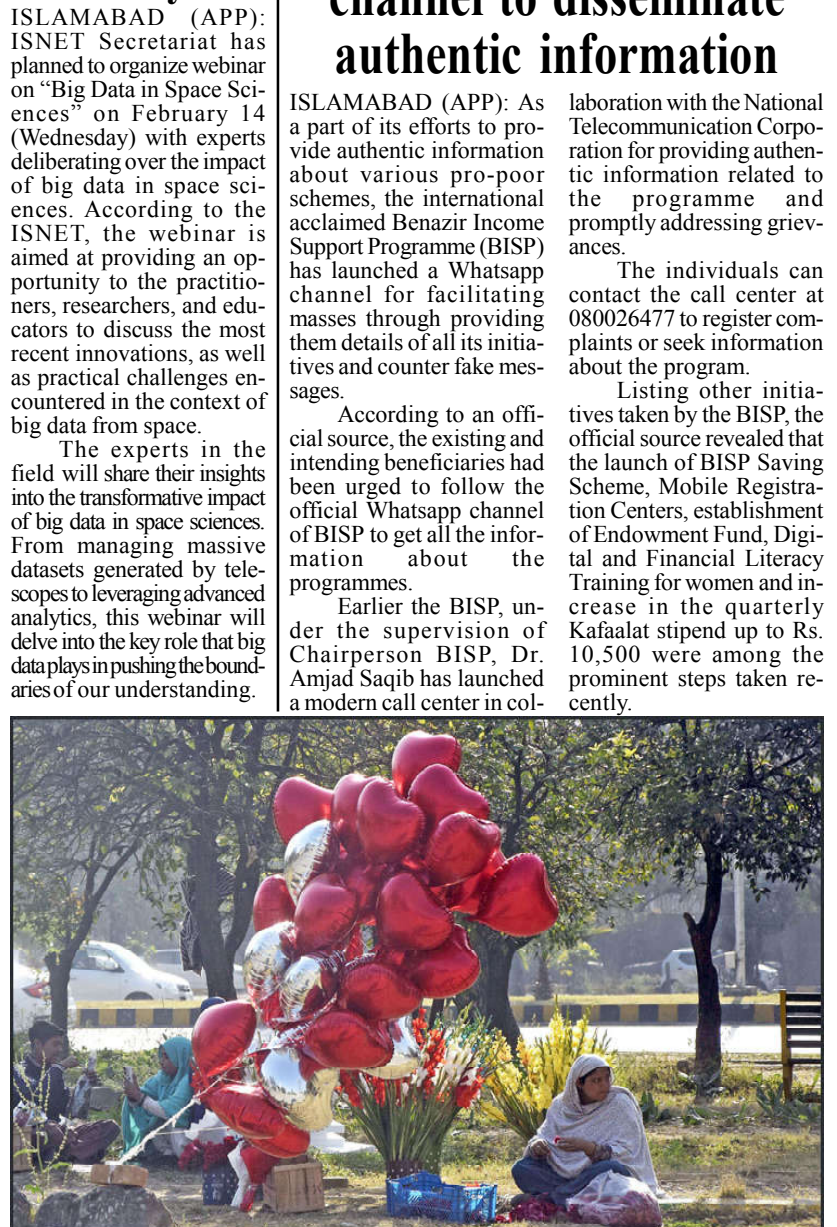 ISLAMABAD (APP):
ISNET Secretariat has
planned to organize webinar
on “Big Data in Space Sci-
ences” on February 14
(Wednesday) with experts
deliberating over the impact
of big data in space sci-
ences. According to the
ISNET, the webinar is
aimed at providing an op-
portunity to the practitio-
ners, researchers, and edu-
cators to discuss the most
recent innovations, as well
as practical challenges en-
countered in the context of
big data from space.
The experts in the
field will share their insights
into the transformative impact
of big data in space sciences.
From managing massive
datasets generated by tele-
scopes to leveraging advanced
analytics, this webinar will
delve into the key role that big
data plays in pushing the bound-
aries of our understanding.
channel to disseminate
authentic information
ISLAMABAD (APP): As
a part of its efforts to pro-
vide authentic information
about various pro-poor
schemes, the international
acclaimed Benazir Income
Support Programme (BISP)
has launched a Whatsapp
channel for facilitating
masses through providing
them details of all its initia-
tives and counter fake mes-
sages.
According to an offi-
cial source, the existing and
intending beneficiaries had
been urged to follow the
official Whatsapp channel
of BISP to get all the infor-
mation about the
programmes.
Earlier the BISP, un-
der the supervision of
Chairperson BISP, Dr.
Amjad Saqib has launched
a modern call center in col-
laboration with the National
Telecommunication Corpo-
ration for providing authen-
tic information related to
the programme and
promptly addressing griev-
ances.
The individuals can
contact the call center at
080026477 to register com-
plaints or seek information
about the program.
Listing other initia-
tives taken by the BISP, the
official source revealed that
the launch of BISP Saving
Scheme, Mobile Registra-
tion Centers, establishment
of Endowment Fund, Digi-
tal and Financial Literacy
Training for women and in-
crease in the quarterly
Kafaalat stipend up to Rs.
10,500 were among the
prominent steps taken re-
cently.